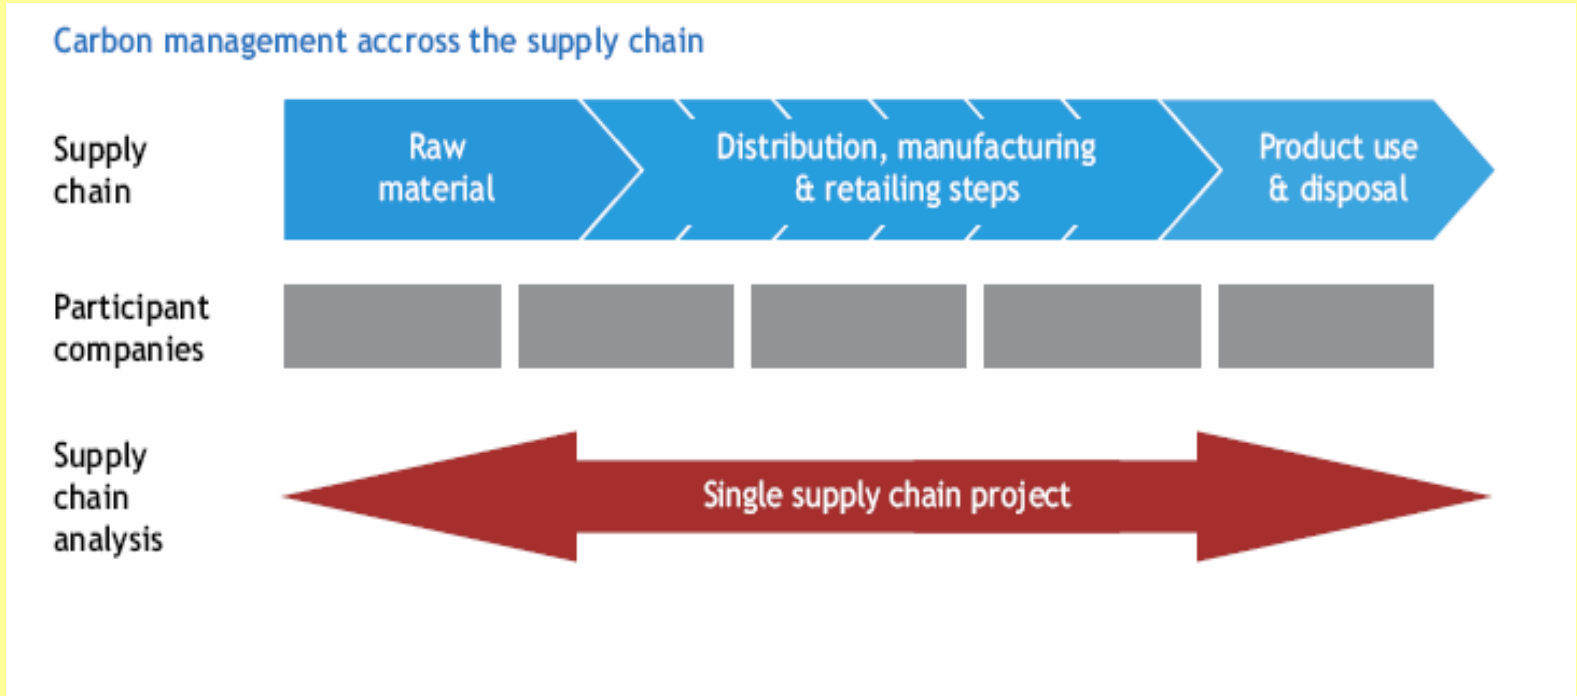 Carbon management accross the supply chain
Supply
chain
Raw
material
Distribution, manufacturing
& retailing steps
Product use
& disposal
Participant
companies
Supply
chain
analysis
Single supply chain project